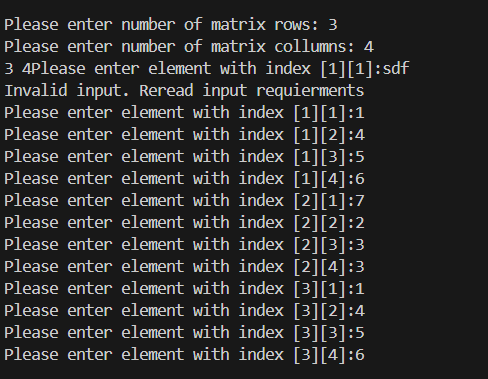 Please enter number of matrix rows: 3
Please enter number of matrix collumns: 4
3 4Please enter element with index [1][1]:sdf
Invalid input. Reread input requierments
Please enter element with index [1][1]:1
Please enter element with index [1][2]:4
Please enter element with index [1][3]:5
Please enter element with index [1][4]:6
Please enter element with index [2][1]:7
Please enter element with index [2][2]:2
Please enter element with index [2][3]:3
Please enter element with index [2][4]:3
Please enter element with index [3][1]:1
Please enter element with index [3][2]:4
Please enter element with index [3][3]:5
Please enter element with index [3][4]:6